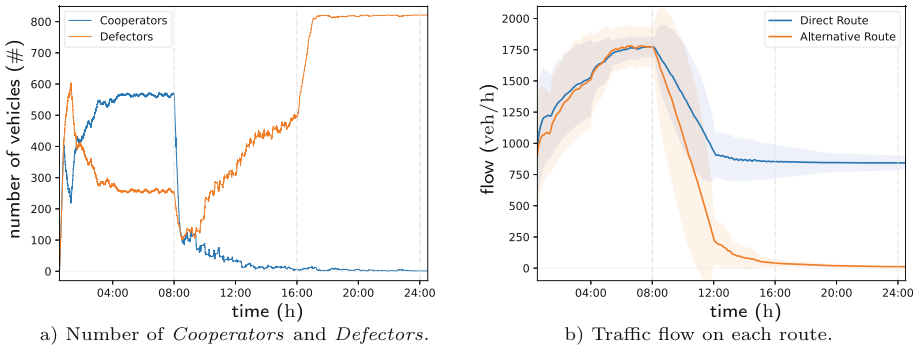 Cooperators
Defectors
number of vehicles (#)
800
700
600
500
400
300
200
100
0
04:00 08:00 12:00 16:00 20:00 24:00
time (h)
a) Number of Cooperators and Defectors.
Direct Route
Alternative Route
flow (veh/h)
2000
1750
1500
1250
1000
750
500
250
0
04:00 08:00 12:00 16:00 20:00 24:00
time (h)
b) Traffic flow on each route.